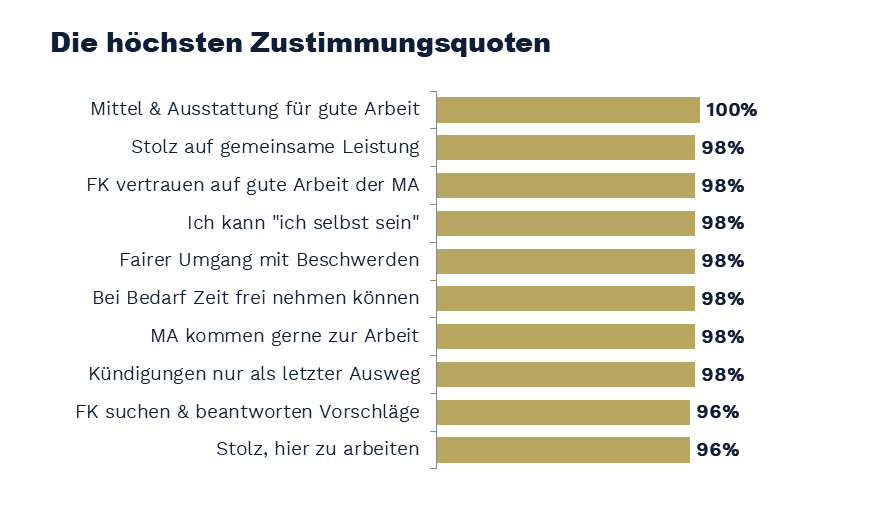 Die höchsten Zustimmungsquoten
Mittel & Ausstattung für gute Arbeit 100%
Stolz auf gemeinsame Leistung 98%
FK vertrauen auf gute Arbeit der MA 98%
Ich kann "ich selbst sein" 98%
Fairer Umgang mit Beschwerden 98%
Bei Bedarf Zeit frei nehmen können 98%
MA kommen gerne zur Arbeit 98%
Kündigungen nur als letzter Ausweg 98%
FK suchen & beantworten Vorschläge 96%
Stolz, hier zu arbeiten 96%